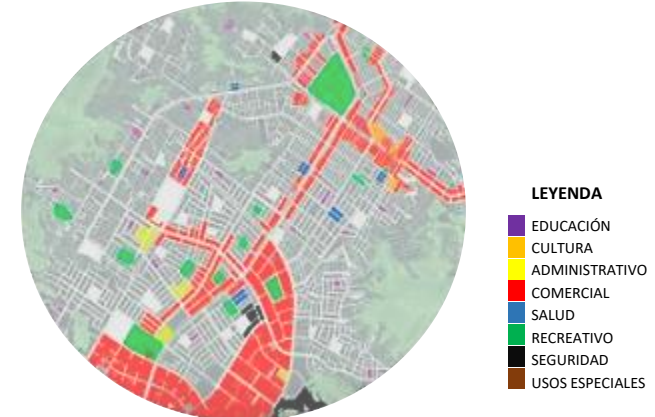 LEYENDA
EDUCACIÓN
CULTURA
ADMINISTRATIVO
COMERCIAL
SALUD
RECREATIVO
SEGURIDAD
USOS ESPECIALES